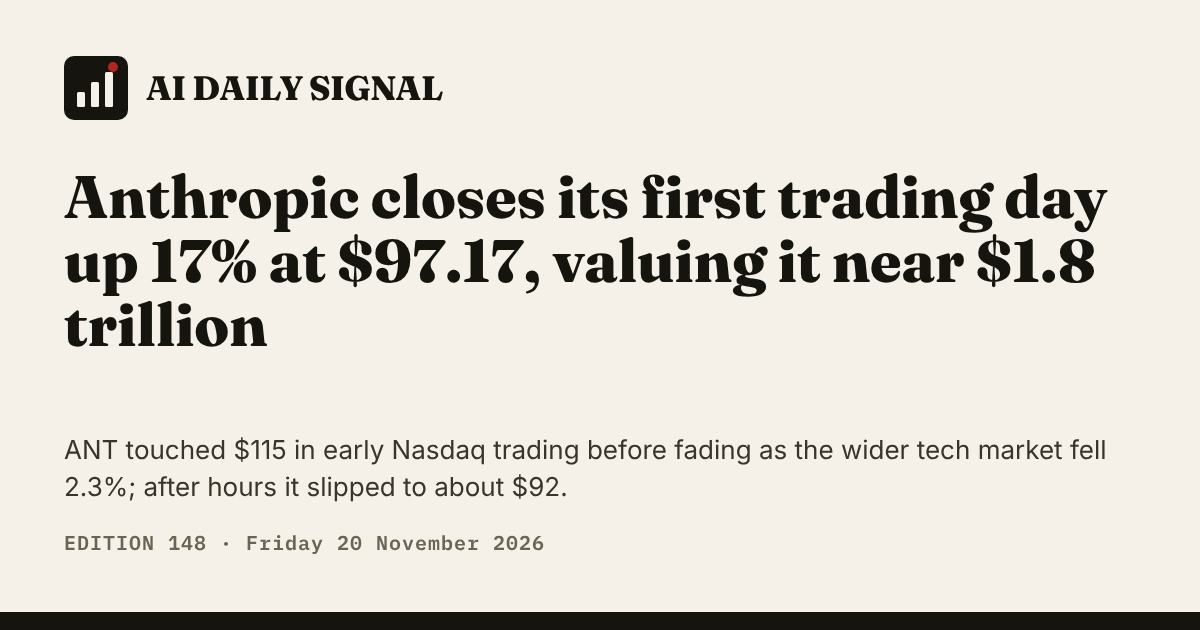 AI DAILY SIGNAL
Anthropic closes its first trading day
up 17% at $97.17, valuing it near $1.8
trillion
ANT touched $115 in early Nasdaq trading before fading as the wider tech market fell
2.3%; after hours it slipped to about $92.
EDITION 148 · Friday 20 November 2026